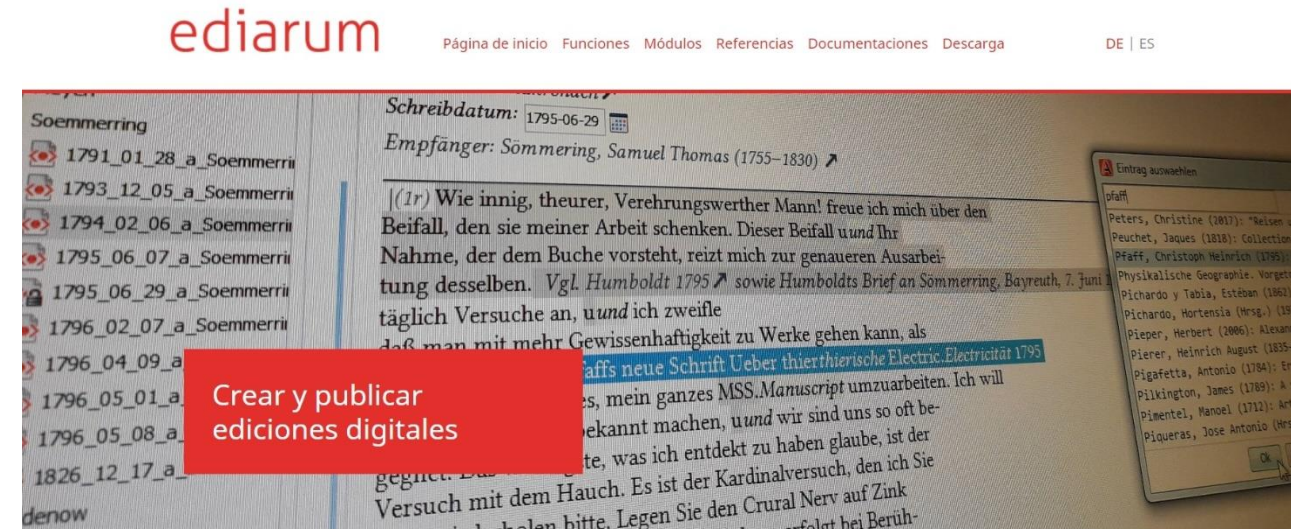 ediarum
Página de inicio Funciones Módulos Referencias Documentaciones Descarga
DE | ES
Soemmerring
1791_01_28_a_Soemmerri
1793_12_05_a_Soemmerri
1794_02_06_a_Soemmerri
1795_06_07_a_Soemmerri
1795_06_29_a_Soemmerri
1796_02_07_a_Soemmerri
1796_04_09_a
1796_05_01_a
1796_05_08_a
1826_12_17_a_
denow
Schreibdatum: 1795-06-29
Empfänger: Sömmering, Samuel Thomas (1755–1830)
|(1r) Wie innig, theurer, Verehrungswerther Mann! freue ich mich über den
Beifall, den sie meiner Arbeit schenken. Dieser Beifall uund Ihr
Nahme, der dem Buche vorsteht, reizt mich zur genaueren Ausarbei-
tung desselben. Vgl. Humboldt 1795 sowie Humboldts Brief an Sömmerring, Bayreuth, 7. Juni
täglich Versuche an, uund ich zweifle
daß man mit mehr Gewissenhaftigkeit zu Werke gehen kann, als
affs neue Schrift Ueber thierthierische Electric.Electricität 1795
es, mein ganzes MSS.Manuscript umzuarbeiten. Ich will
ekannt machen, uund wir sind uns so oft be-
te, was ich entdekt zu haben glaube, ist der
Versuch mit dem Hauch. Es ist der Kardinalversuch, den ich Sie
bitte. Legen Sie den Crural Nerv auf Zink
erfolgt bei Berüh-
Crear y publicar
ediciones digitales
Eintrag auswaehlen
pfaff
Peters, Christine (2017): "Reisen u
Peuchet, Jaques (1818): Collection
Pfaff, Christoph Heinrich (1795):
Physikalische Geographie. Vorget
Pichardo y Tabia, Estéban (1862)
Pichardo, Hortensia (Hrsg.) (19
Pieper, Herbert (2006): Alexan
Pierer, Heinrich August (1835-
Pigafetta, Antonio (1784): En
Pilkington, James (1789): A
Pimentel, Manoel (1712): Art
Piqueras, Jose Antonio (Hrs
Ok